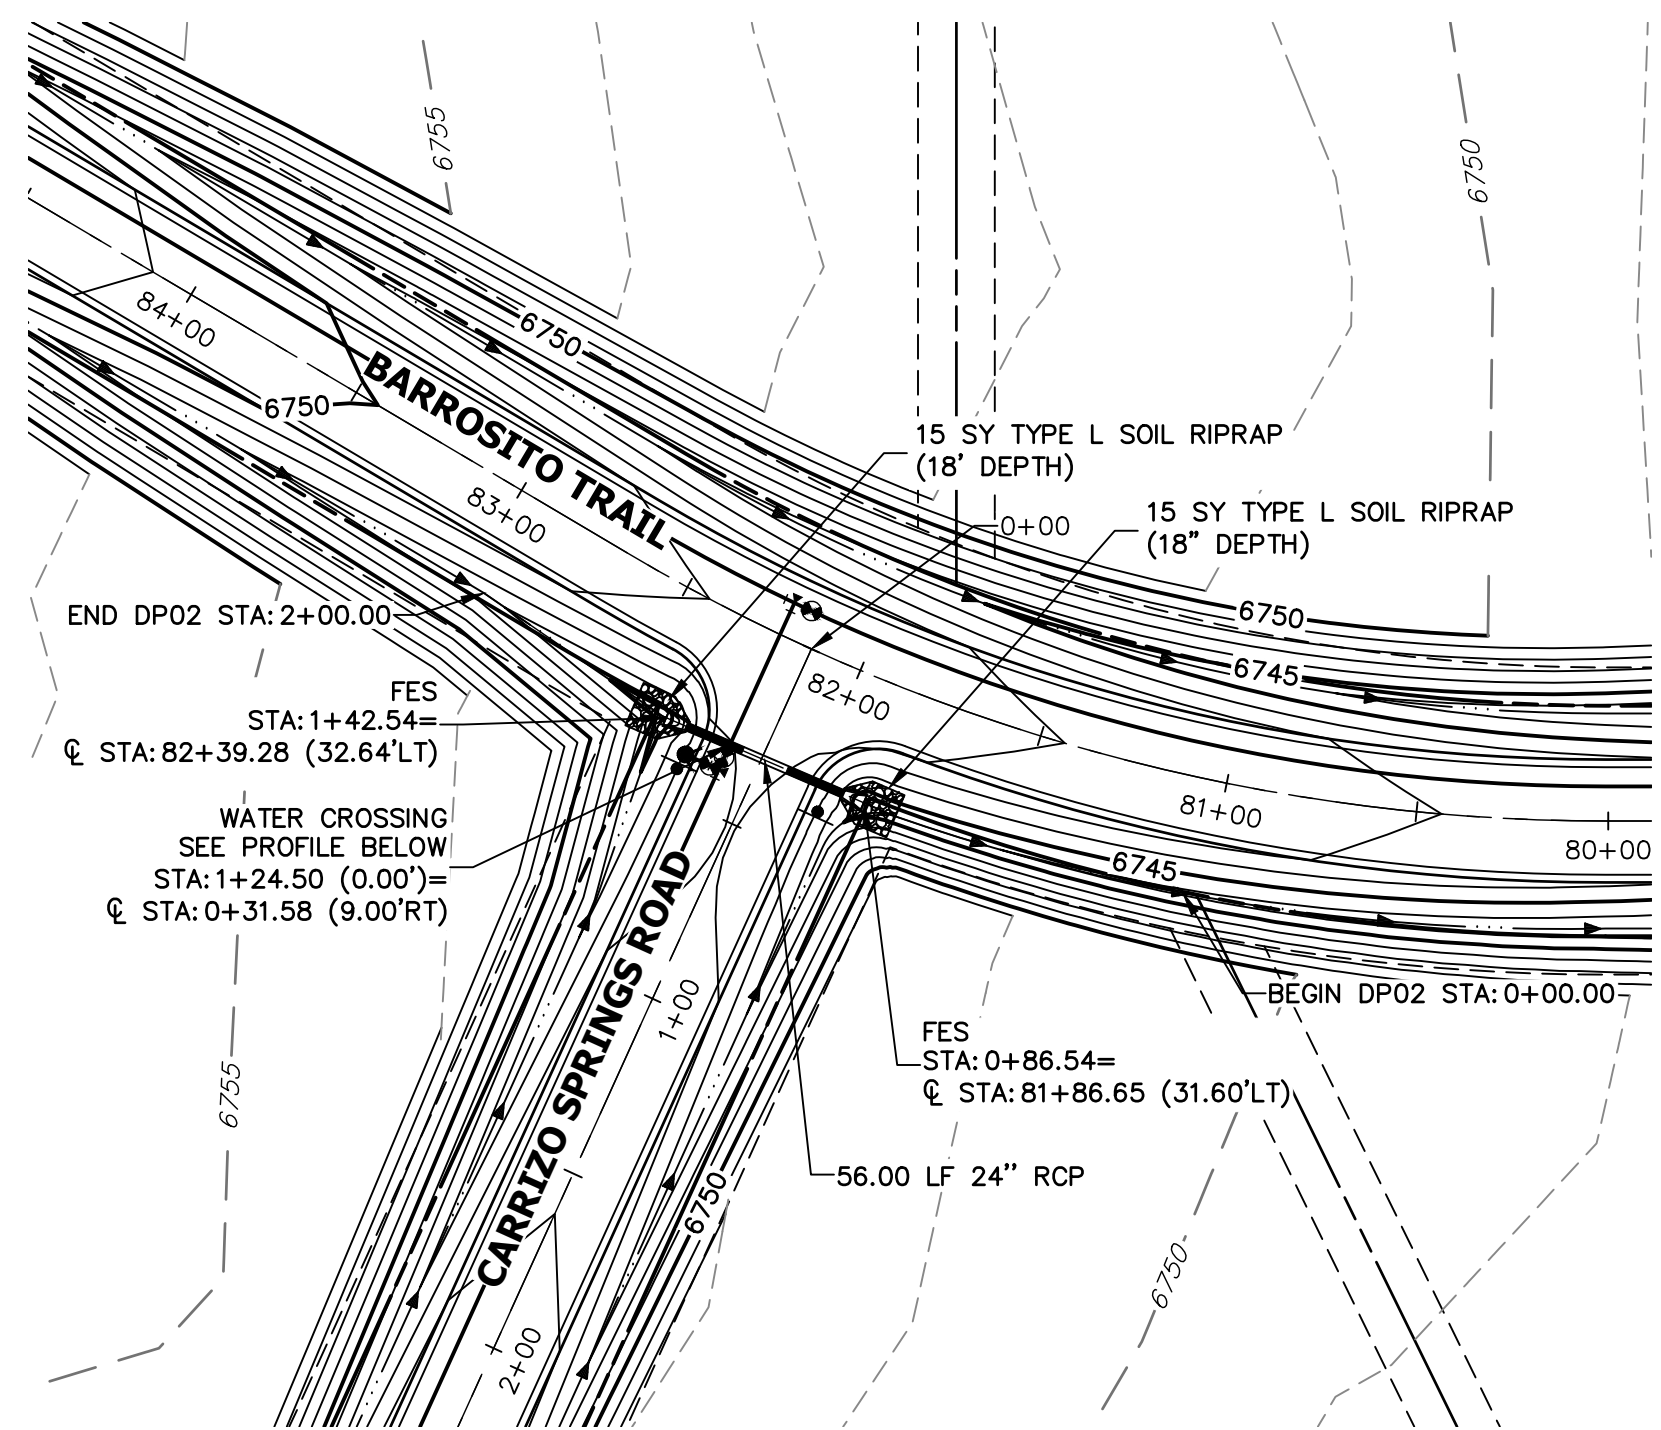 6755
6750
84+00
6750
BARROSITO TRAIL
6750
83+00
15 SY TYPE L SOIL RIPRAP
(18' DEPTH)
0+00
15 SY TYPE L SOIL RIPRAP
(18” DEPTH)
END DP02 STA:2+00.00
6750
6745
82+00
FES
STA:1+42.54=
℄ STA:82+39.28 (32.64'LT)
81+00
80+00
WATER CROSSING
SEE PROFILE BELOW
STA:1+24.50 (0.00')=
℄ STA:0+31.58 (9.00'RT)
6745
CARRIZO SPRINGS ROAD
1+00
BEGIN DP02 STA:0+00.00
FES
STA:0+86.54=
℄ STA:81+86.65 (31.60'LT)
6755
56.00 LF 24” RCP
6750
6750
2+00